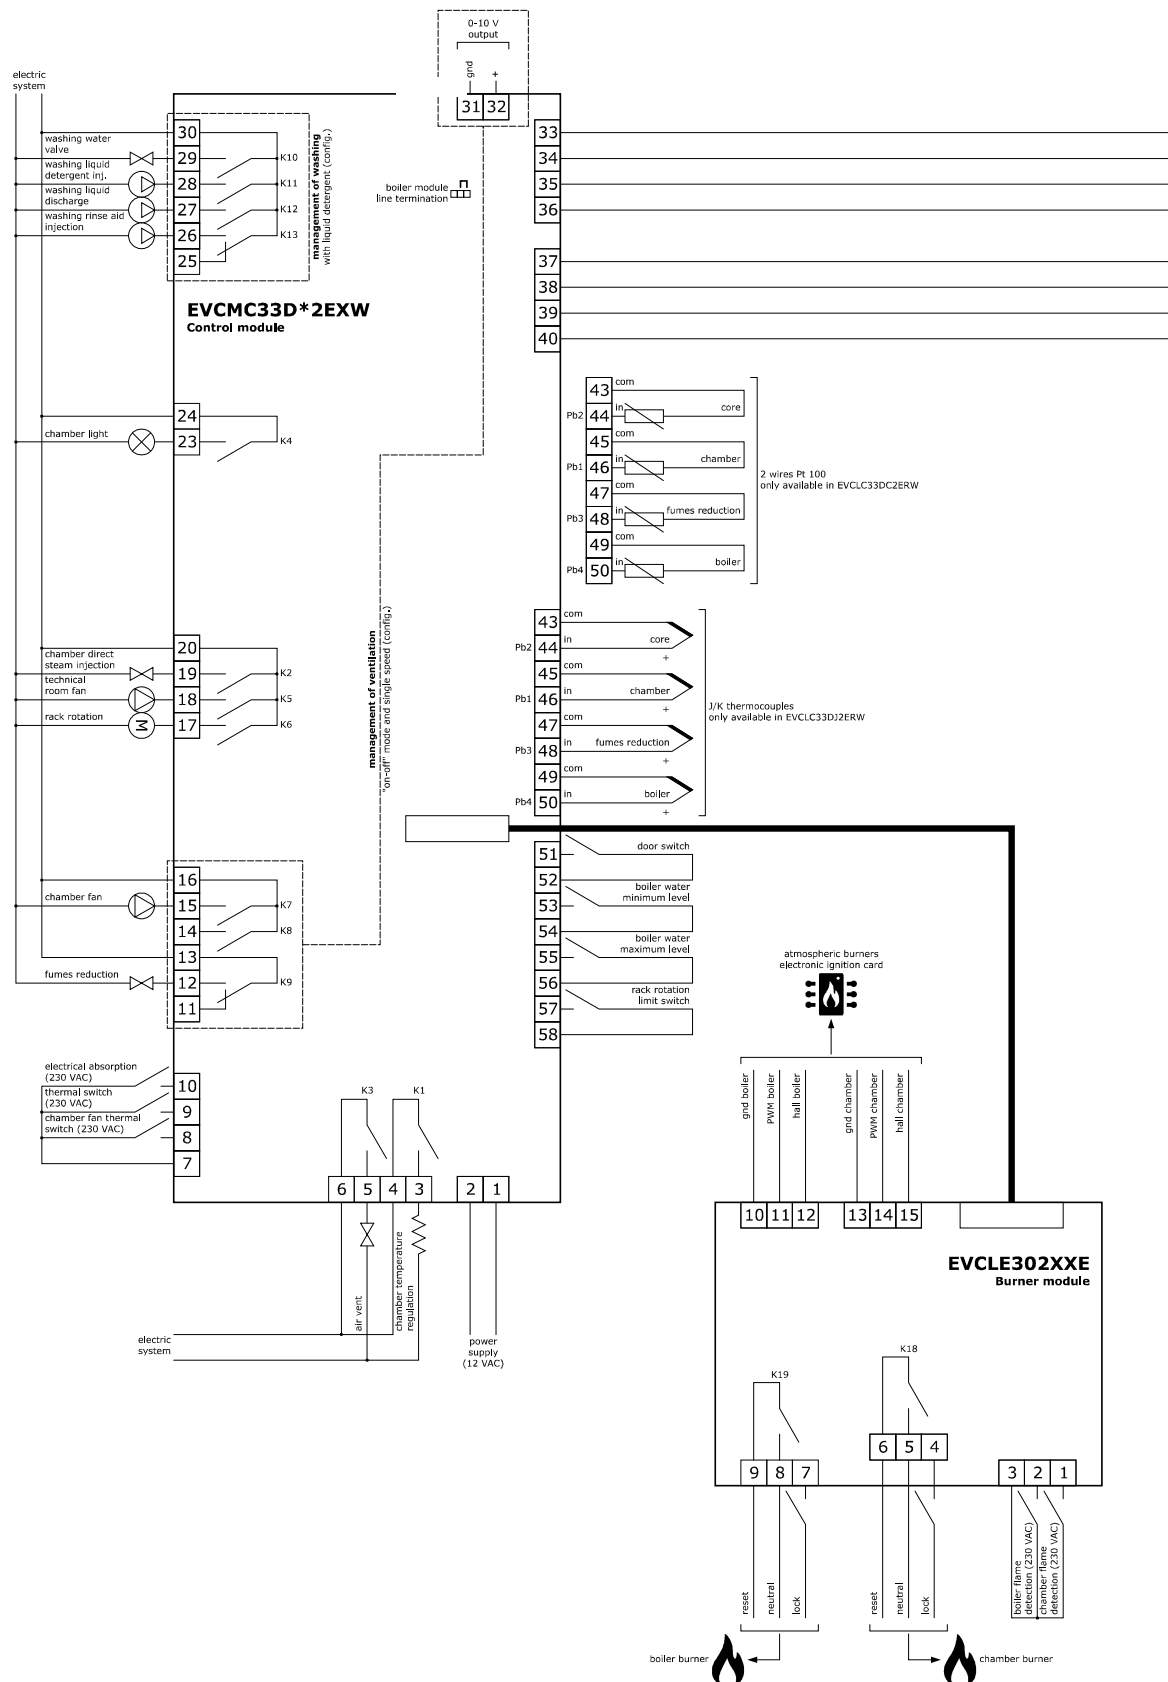 0-10 V
output
gnd
+
31 32
electric
system
30
washing water
valve
29
K10
washing liquid
detergent inj.
28
K11
washing liquid
discharge
27
K12
washing rinse aid
injection
26
K13
25
management of washing
with liquid detergent (config.)
boiler module
line termination
33
34
35
36
37
38
39
40
EVCMC33D*2EXW
Control module
24
chamber light
23
K4
43 com
Pb2 44 in core
45 com
Pb1 46 in chamber
47 com
Pb3 48 in fumes reduction
49 com
Pb4 50 in boiler
2 wires Pt 100
only available in EVCLC33DC2ERW
20
chamber direct
steam injection
19
K2
technical
room fan
18
K5
rack rotation
17
K6
management of ventilation
"on-off" mode and single speed (config.)
43 com
Pb2 44 in core
+
45 com
Pb1 46 in chamber
+
47 com
Pb3 48 in fumes reduction
+
49 com
Pb4 50 in boiler
+
J/K thermocouples
only available in EVCLC33DJ2ERW
16
chamber fan
15
K7
14
K8
13
fumes reduction
12
K9
11
51
door switch
52
boiler water
minimum level
53
54
boiler water
maximum level
55
56
rack rotation
limit switch
57
58
electrical absorption
(230 VAC)
10
thermal switch
(230 VAC)
9
chamber fan thermal
switch (230 VAC)
8
7
K3
K1
6 5 4 3
2 1
air vent
chamber temperature
regulation
electric
system
power
supply
(12 VAC)
M
atmospheric burners
electronic ignition card
gnd boiler
PWM boiler
hall boiler
gnd chamber
PWM chamber
hall chamber
10 11 12
13 14 15
EVCLE302XXE
Burner module
K19
K18
6 5 4
9 8 7
3 2 1
reset
neutral
lock
reset
neutral
lock
boiler flame
detection (230 VAC)
chamber flame
detection (230 VAC)
boiler burner
chamber burner